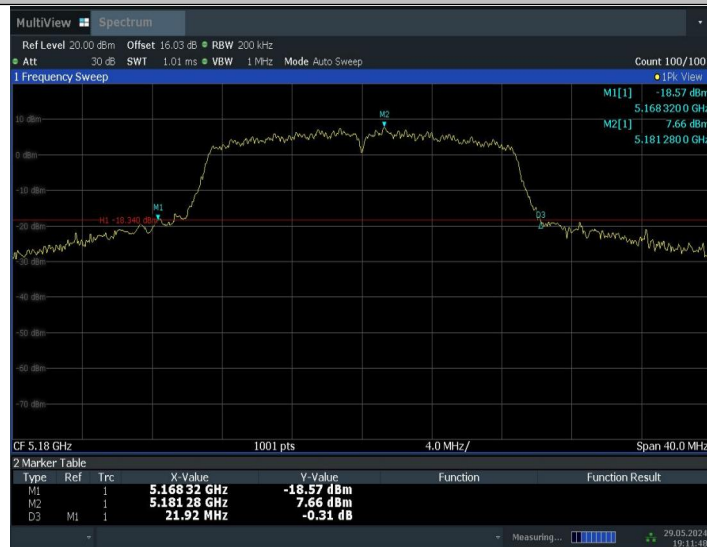 MultiView Spectrum
Ref Level 20.00 dBm Offset 16.03 dB RBW 200 kHz
Att 30 dB SWT 1.01 ms VBW 1 MHz Mode Auto Sweep Count 100/100
1 Frequency Sweep 1Pk View
M1[1] -18.57 dBm
5.168 320 0 GHz
M2[1] 7.66 dBm
5.181 280 0 GHz
M2
10 dBm
0 dBm
-10 dBm
M1
H1 -18.340 dBm
D3
-20 dBm
-30 dBm
-40 dBm
-50 dBm
-60 dBm
-70 dBm
CF 5.18 GHz 1001 pts 4.0 MHz/ Span 40.0 MHz
2 Marker Table
Type Ref Trc X-Value Y-Value Function Function Result
M1 1 5.168 32 GHz -18.57 dBm
M2 1 5.181 28 GHz 7.66 dBm
D3 M1 1 21.92 MHz -0.31 dB
Measuring... 29.05.2024
19:11:48